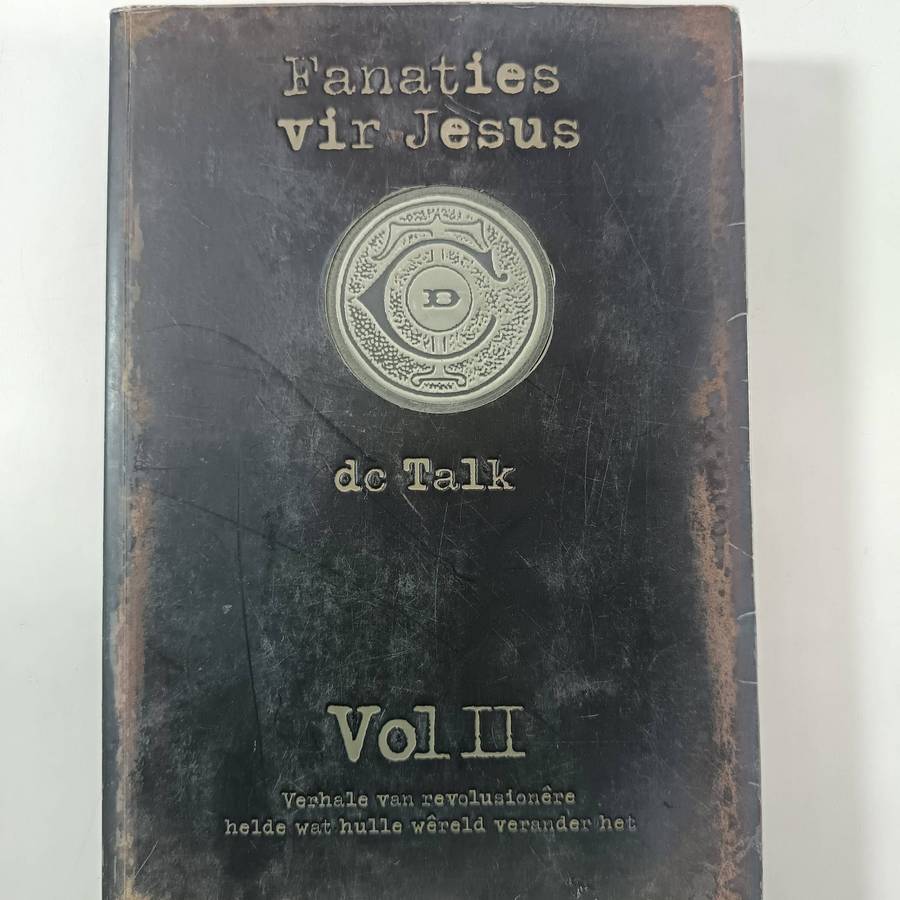 Fanaties
vir Jesus
D
dc Talk
Vol II
Verhale van revolusionêre
helde wat hulle wêreld verander het